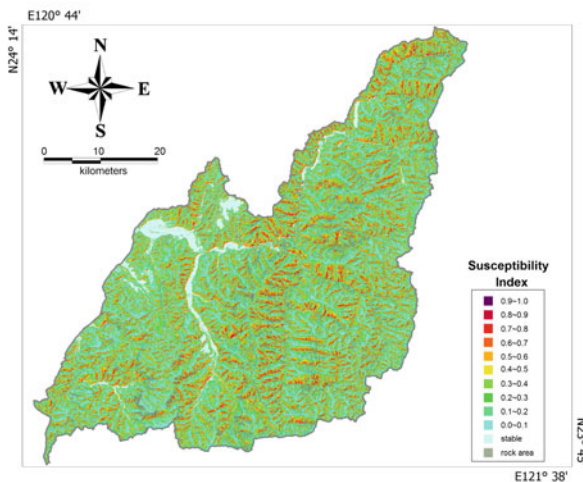 E120° 44'
N24° 14'
N
W E
S
0 10 20
kilometers
Susceptibility
Index
0.9~1.0
0.8~0.9
0.7~0.8
0.6~0.7
0.5~0.6
0.4~0.5
0.3~0.4
0.2~0.3
0.1~0.2
0.0~0.1
stable
rock area
N23° 45'
E121° 38'